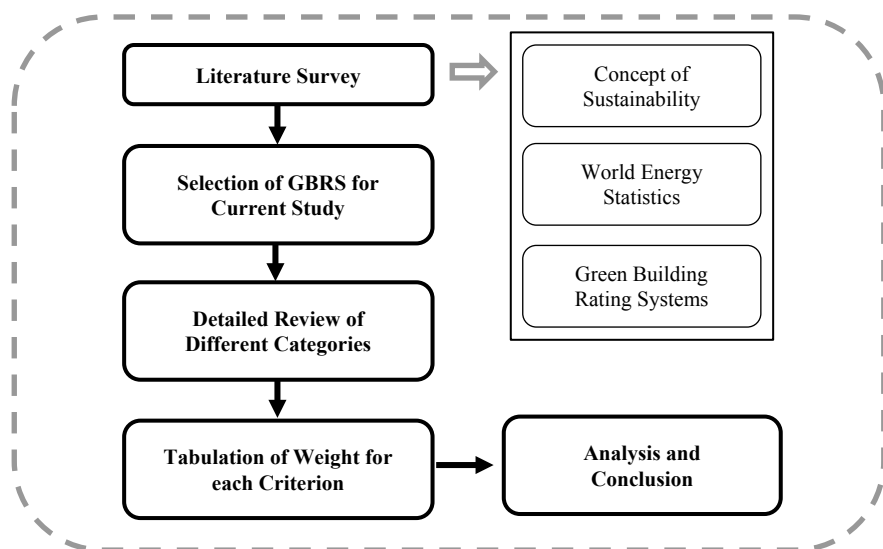 Literature Survey
Concept of
Sustainability
World Energy
Statistics
Green Building
Rating Systems
Selection of GBRS for
Current Study
Detailed Review of
Different Categories
Tabulation of Weight for
each Criterion
Analysis and
Conclusion